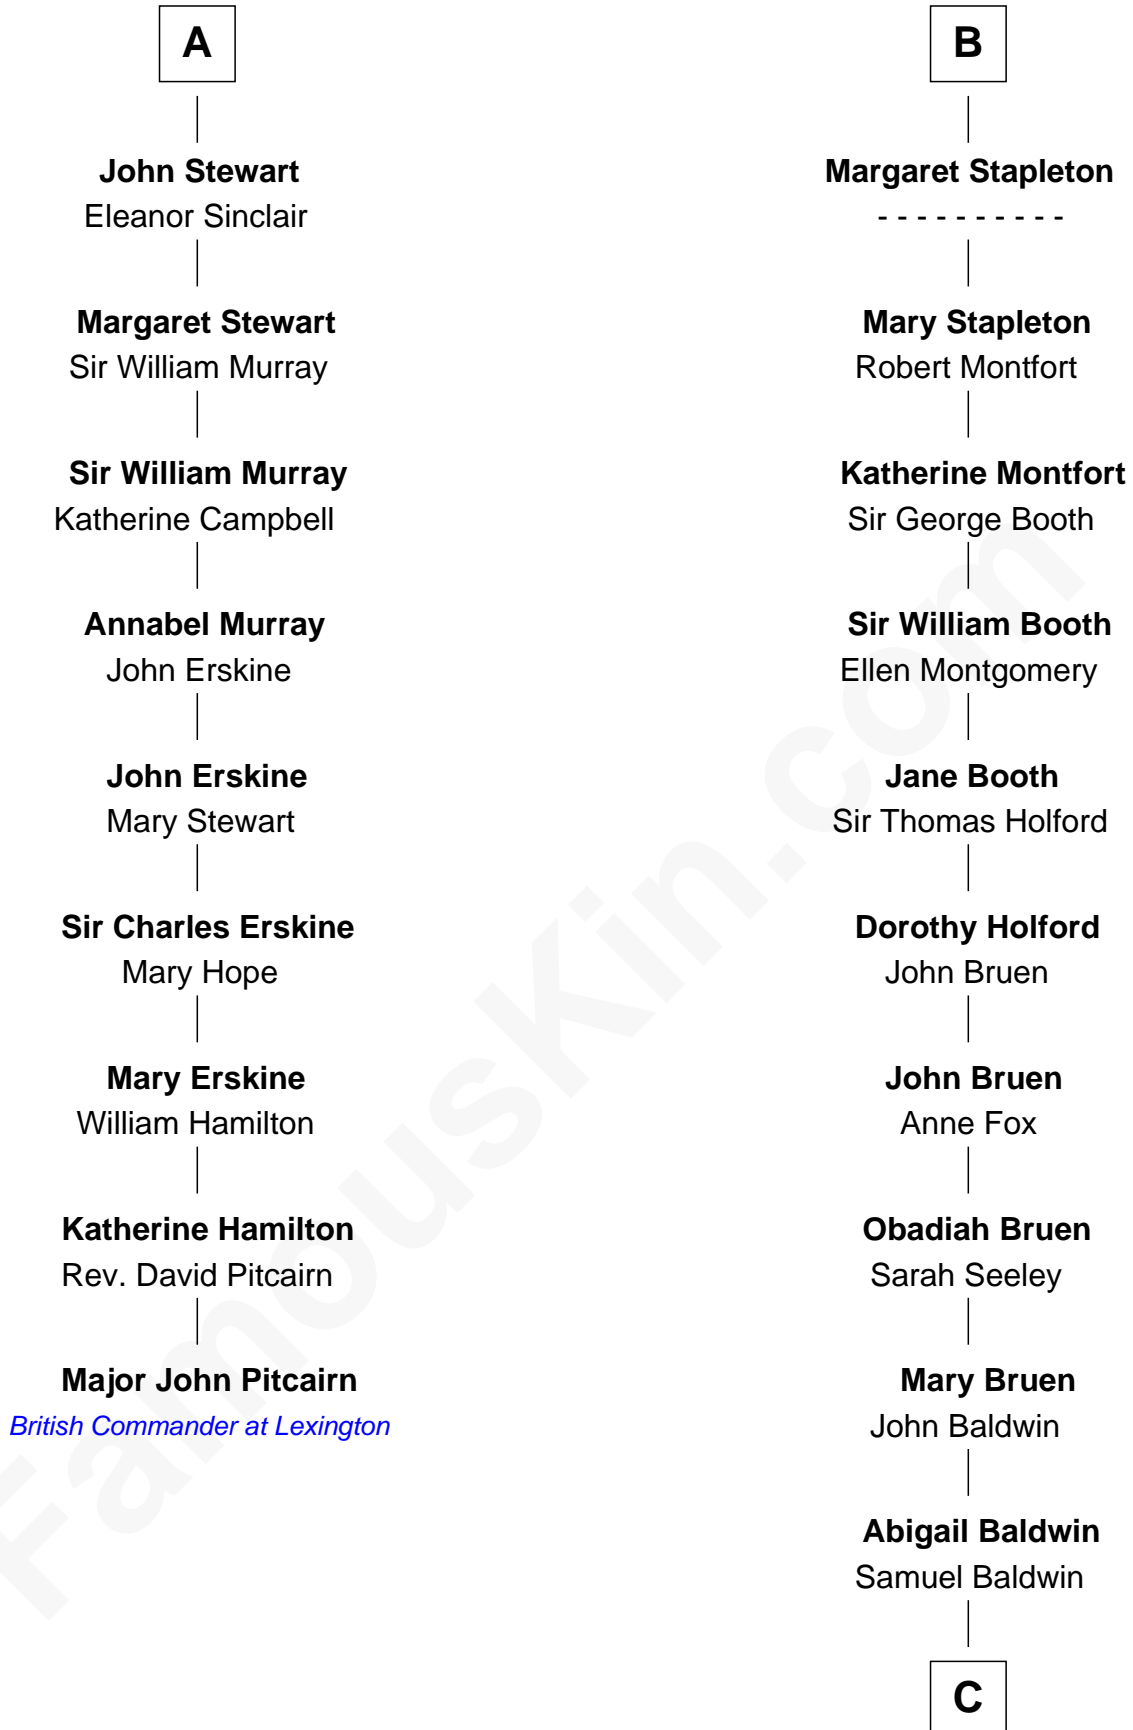 A
John Stewart
Eleanor Sinclair
Margaret Stewart
Sir William Murray
Sir William Murray
Katherine Campbell
Annabel Murray
John Erskine
John Erskine
Mary Stewart
Sir Charles Erskine
Mary Hope
Mary Erskine
William Hamilton
Katherine Hamilton
Rev. David Pitcairn
Major John Pitcairn
British Commander at Lexington
B
Margaret Stapleton
- - - - - - - - - -
Mary Stapleton
Robert Montfort
Katherine Montfort
Sir George Booth
Sir William Booth
Ellen Montgomery
Jane Booth
Sir Thomas Holford
Dorothy Holford
John Bruen
John Bruen
Anne Fox
Obadiah Bruen
Sarah Seeley
Mary Bruen
John Baldwin
Abigail Baldwin
Samuel Baldwin
C
FamousKin.com